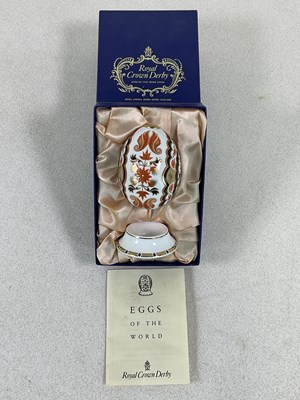 Royal
Crown Derby
EGGS
OF THE
WORLD
Royal Crown Derby